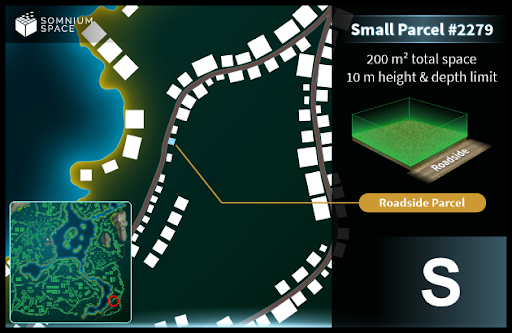 SOMNIUM
SPACE
Small Parcel #2279
200 m² total space
10 m height & depth limit
Roadside
Roadside Parcel
S